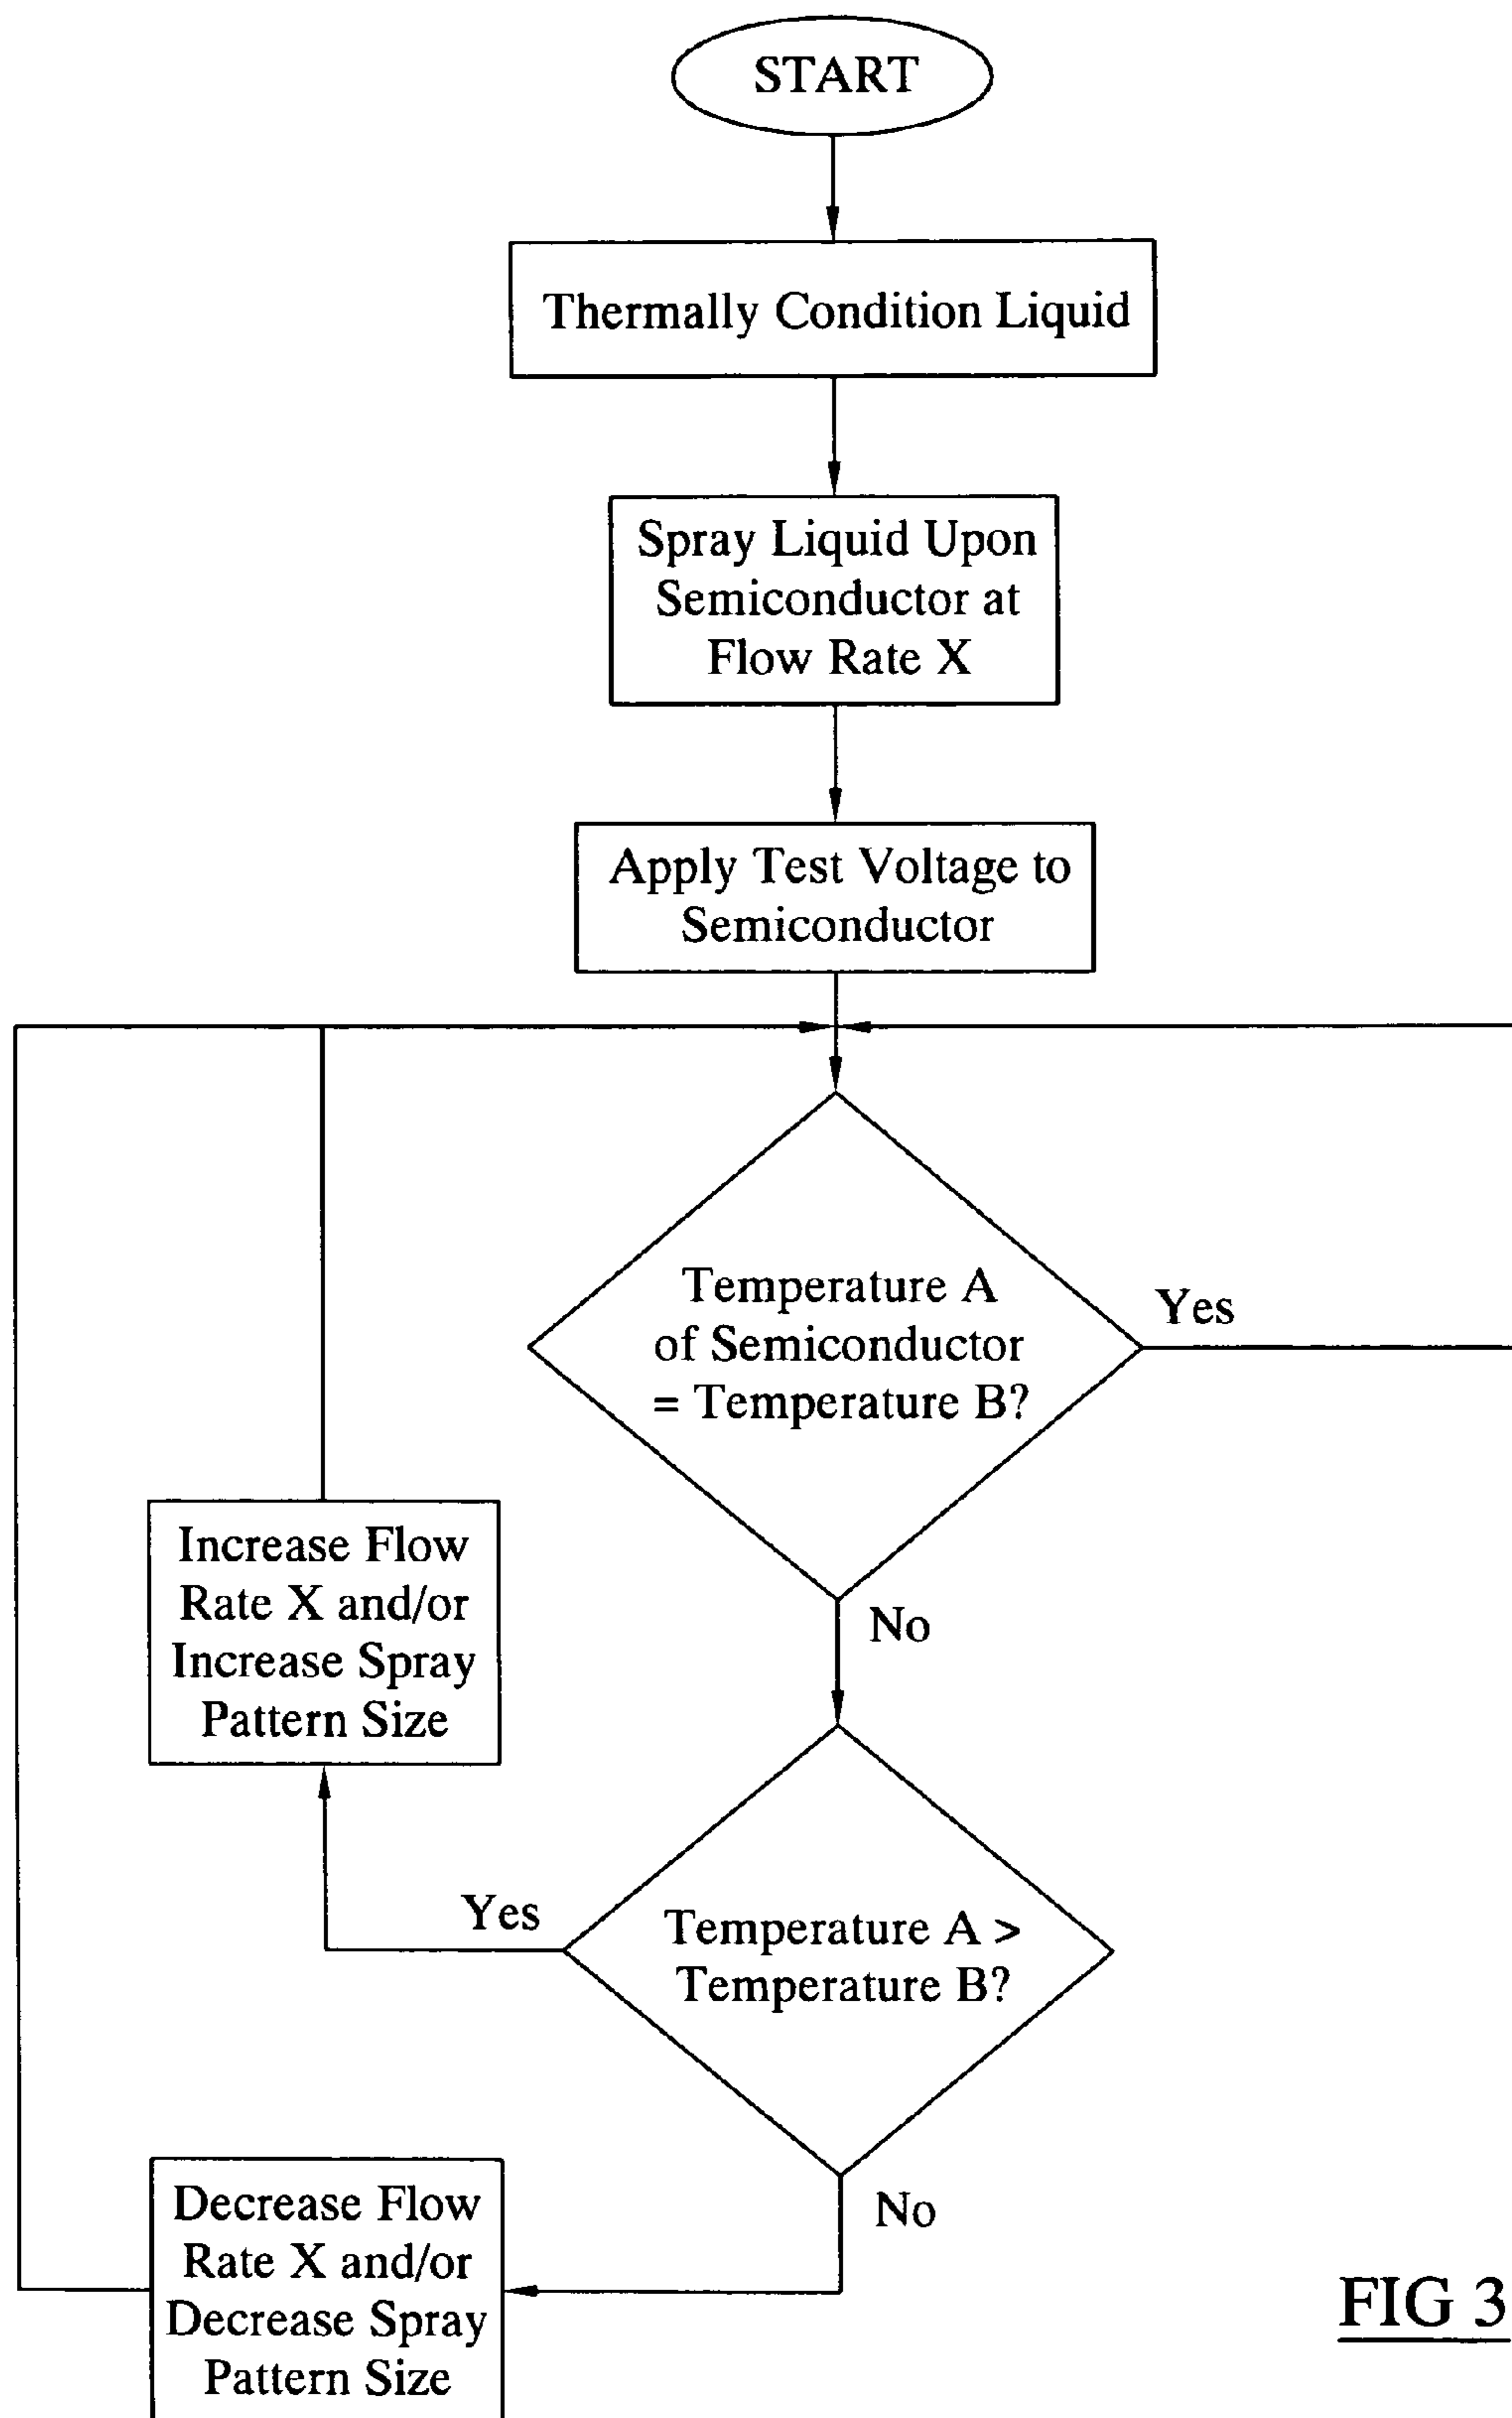 START
Thermally Condition Liquid
Spray Liquid Upon
Semiconductor at
Flow Rate X
Apply Test Voltage to
Semiconductor
Temperature A
of Semiconductor
= Temperature B?
Yes
No
Increase Flow
Rate X and/or
Increase Spray
Pattern Size
Yes
Temperature A >
Temperature B?
No
Decrease Flow
Rate X and/or
Decrease Spray
Pattern Size
FIG 3